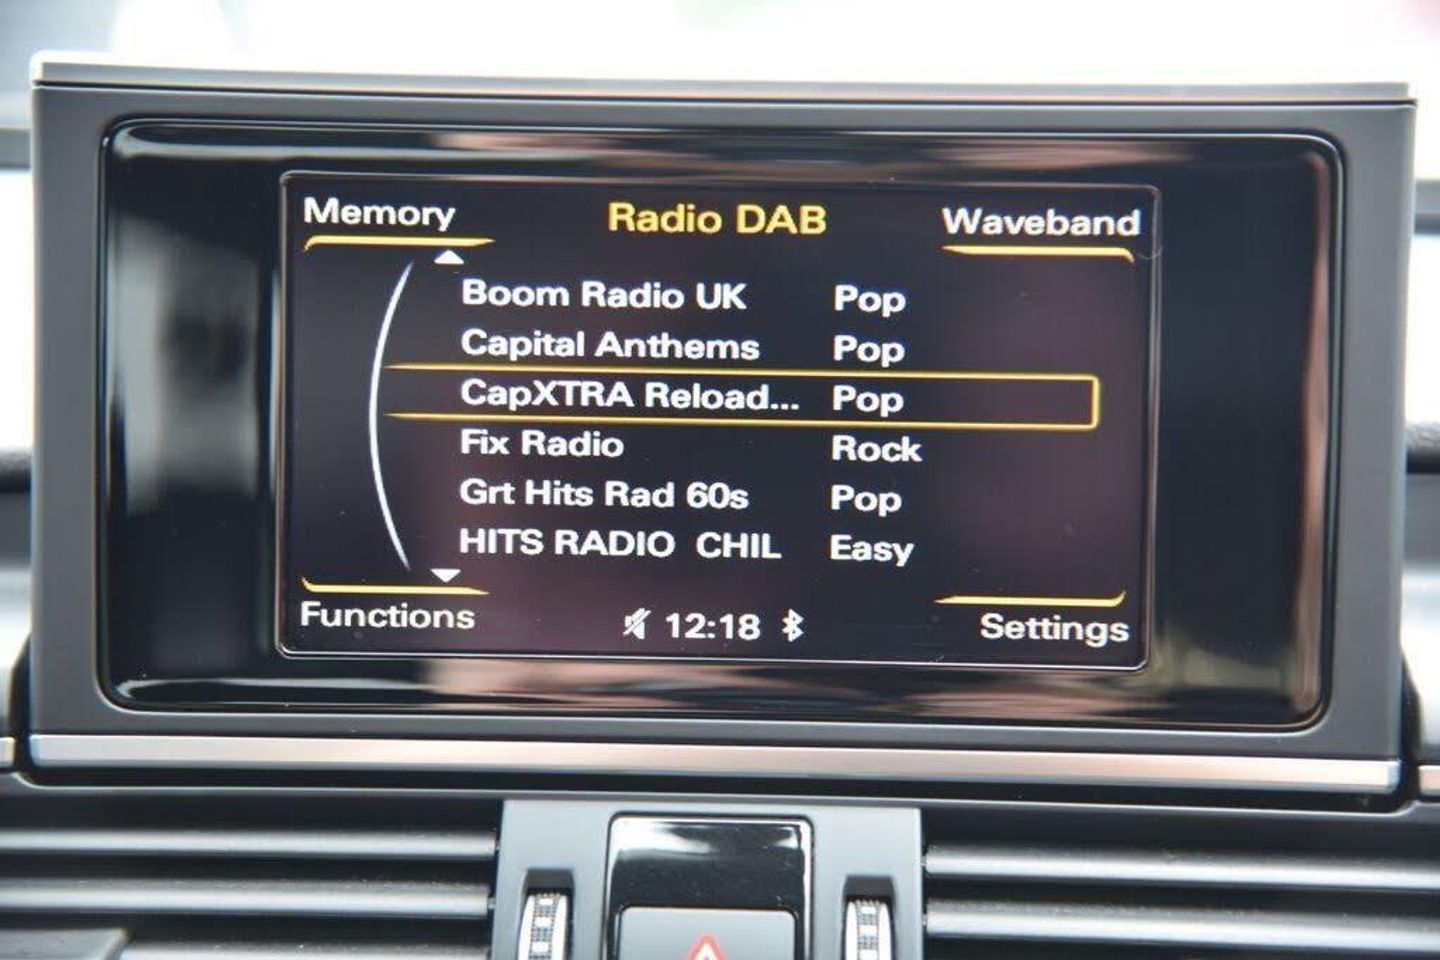 Memory Radio DAB Waveband
Boom Radio UK Pop
Capital Anthems Pop
CapXTRA Reload... Pop
Fix Radio Rock
Grt Hits Rad 60s Pop
HITS RADIO CHIL Easy
Functions 12:18 Settings